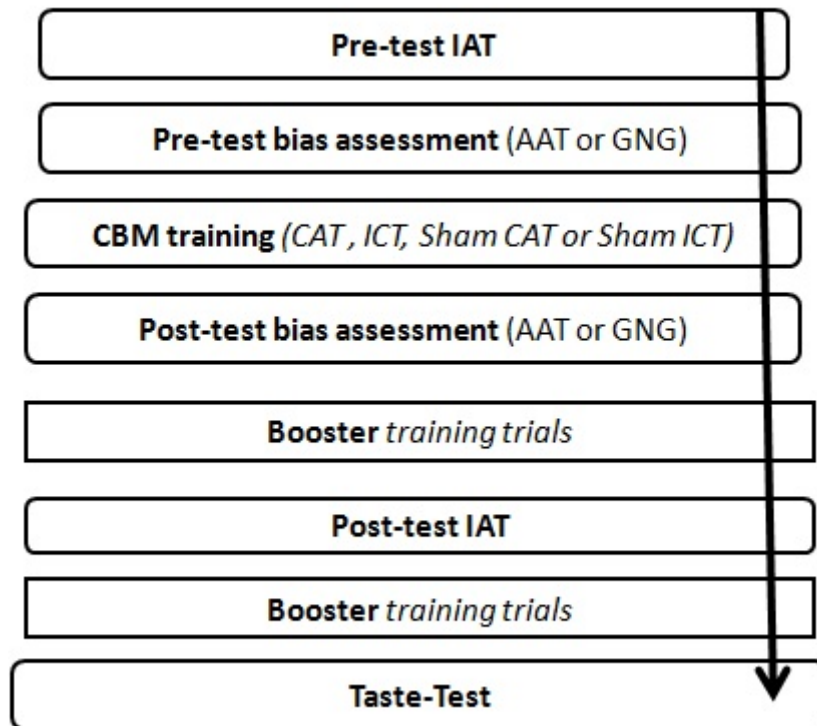 Pre-test IAT
Pre-test bias assessment (AAT or GNG)
CBM training (CAT , ICT, Sham CAT or Sham ICT)
Post-test bias assessment (AAT or GNG)
Booster training trials
Post-test IAT
Booster training trials
Taste-Test